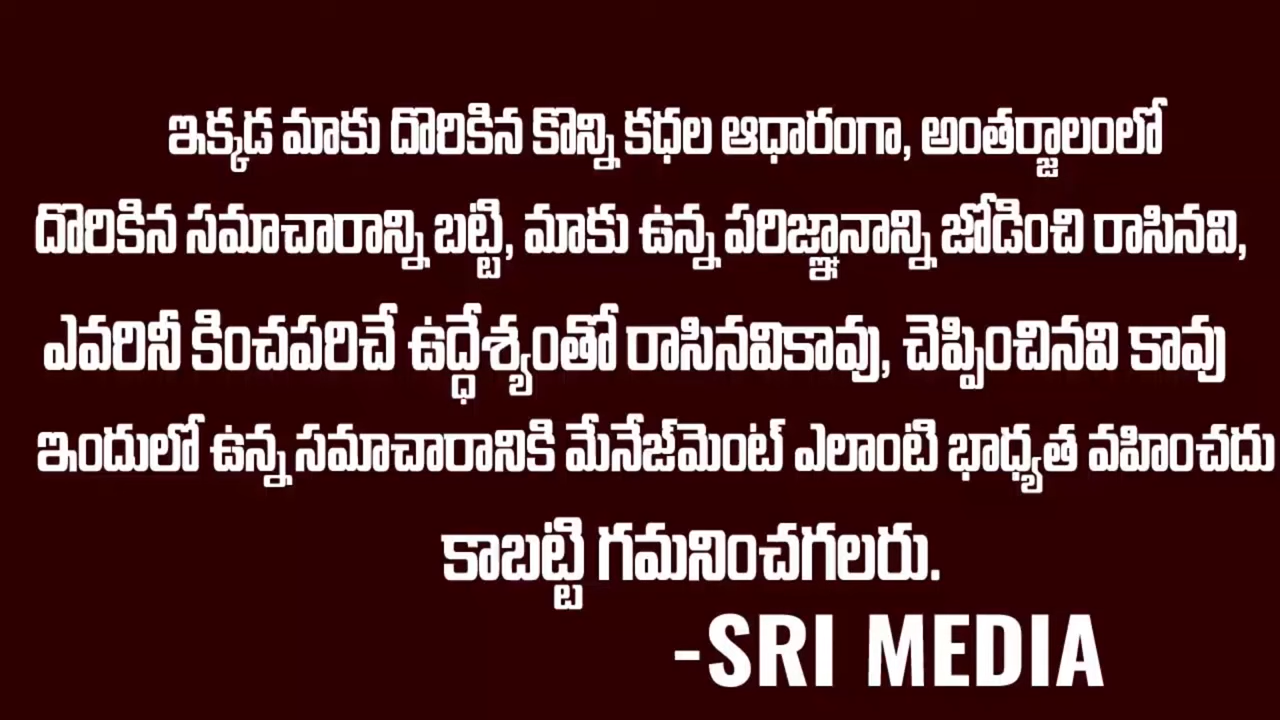 ఇక్కడ మాకు దొరికిన కొన్ని కధల ఆధారంగా, అంతర్జాలంలో
దొరికిన సమాచారాన్ని బట్టి, మాకు ఉన్న పరిజ్ఞానాన్ని జోడించి రాసినవి,
ఎవరినీ కించపరిచే ఉద్ధేశ్యంతో రాసినవికావు, చెప్పించినవి కావు
ఇందులో ఉన్న సమాచారానికి మేనేజ్‌మెంట్ ఎలాంటి భాధ్యత వహించదు
కాబట్టి గమనించగలరు.
-SRI MEDIA